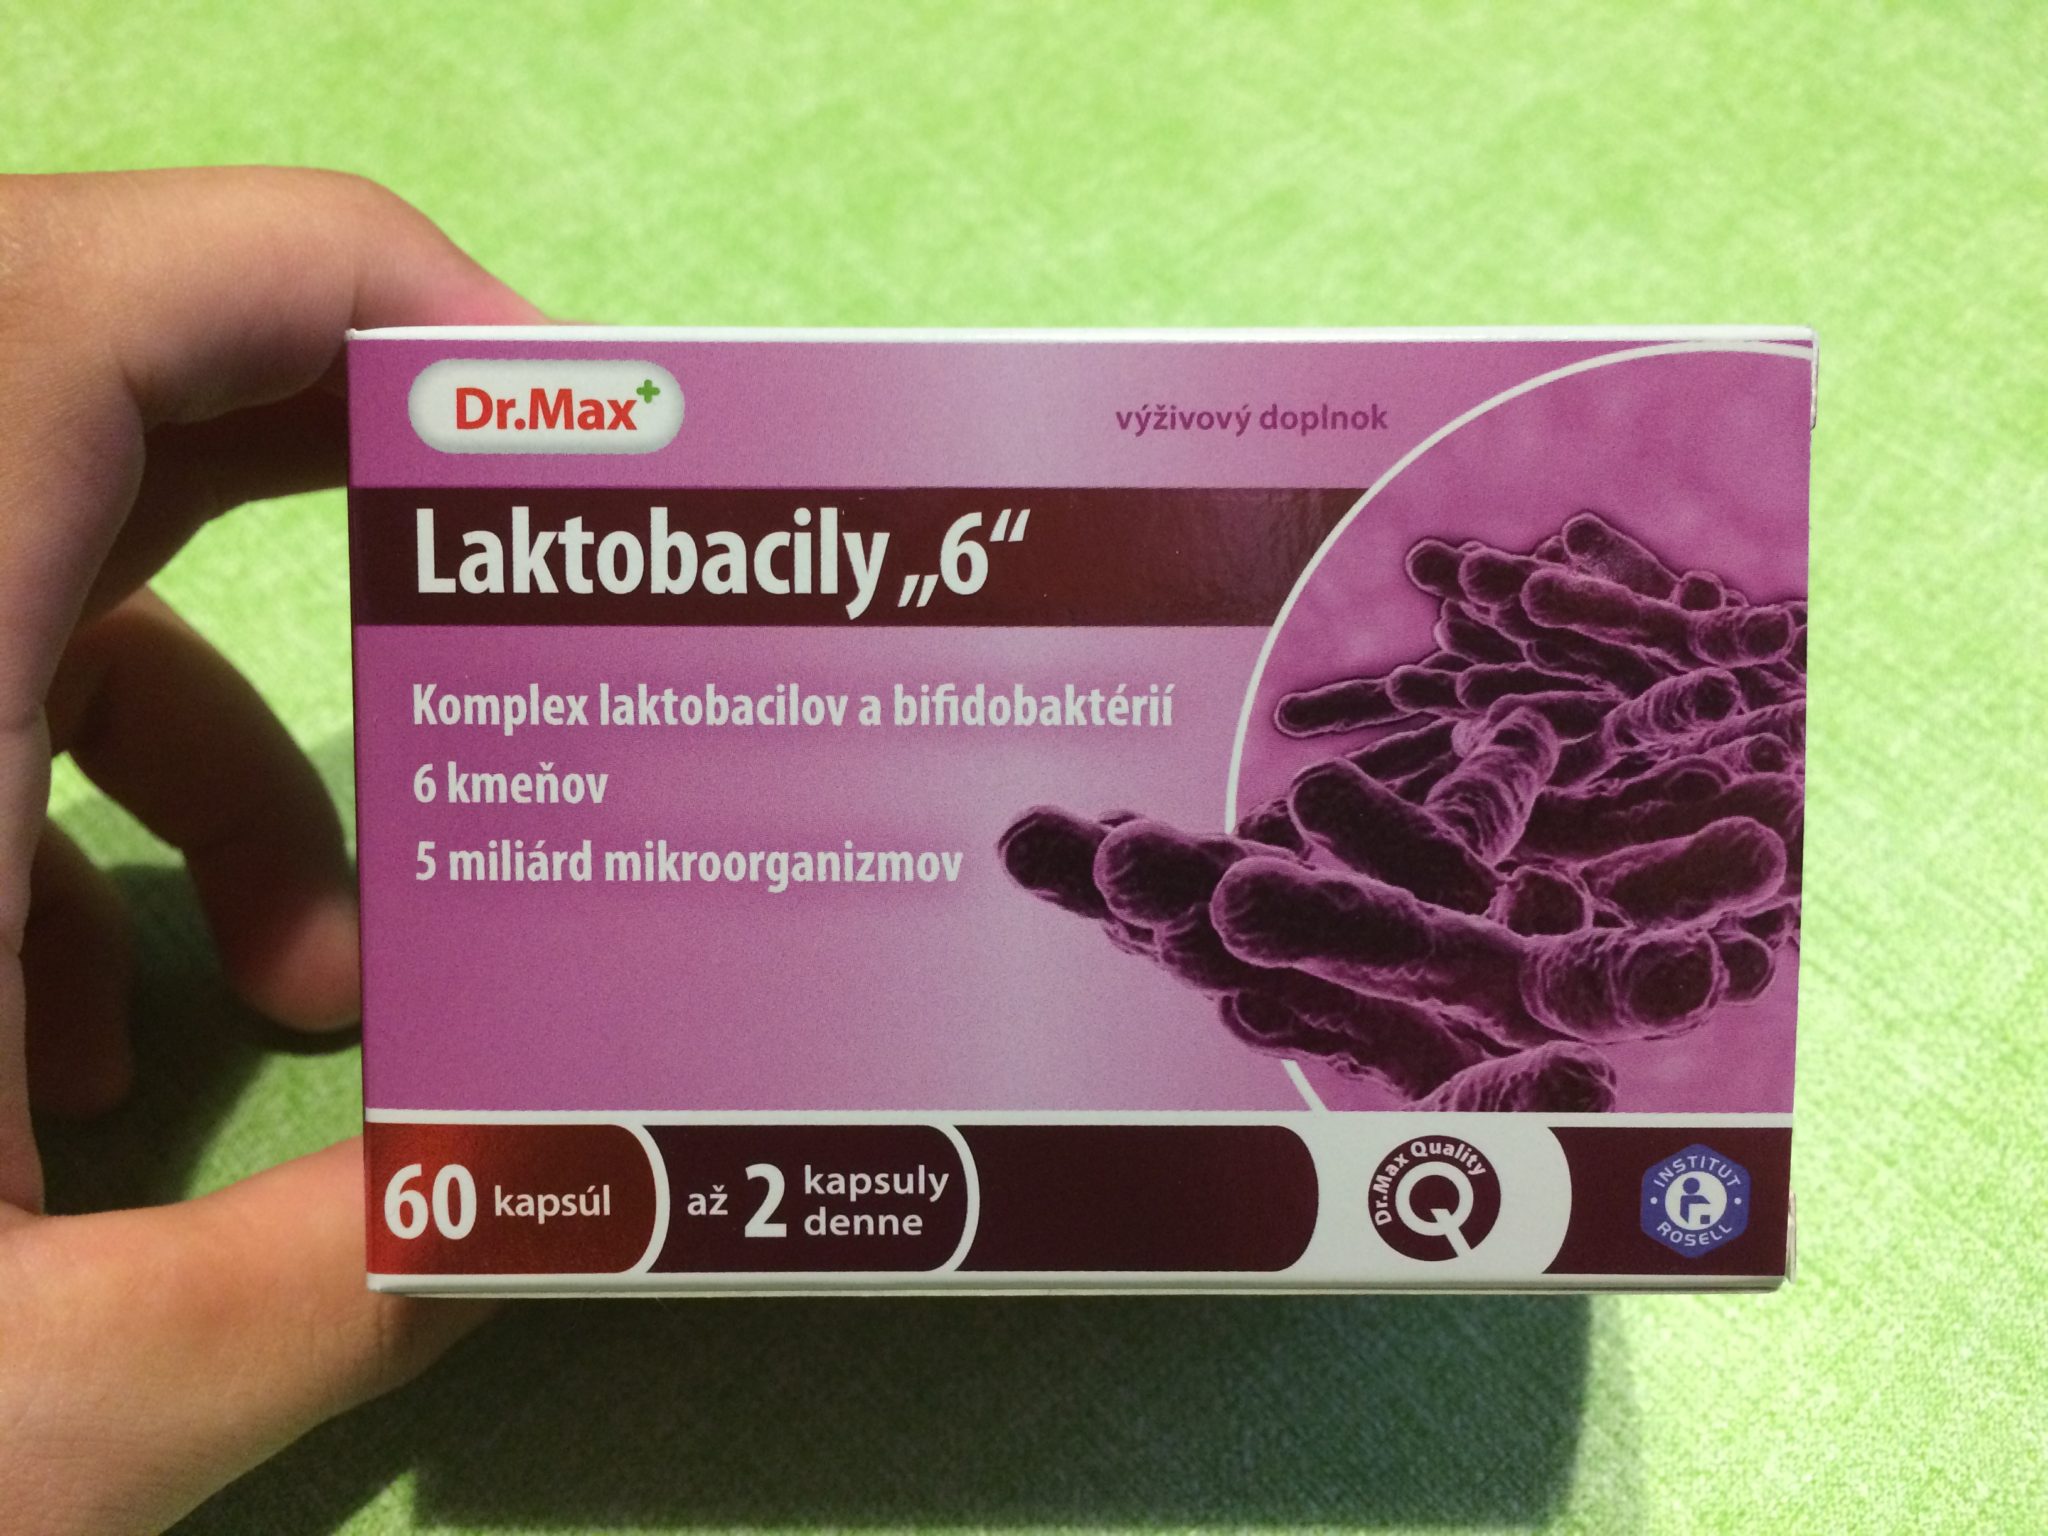 Dr.Max+
výživový doplnok
Laktobacily „6“
Komplex laktobacilov a bifidobaktérií
6 kmeňov
5 miliárd mikroorganizmov
60 kapsúl
až 2 kapsuly denne
Dr.Max Quality
INSTITUT ROSELL